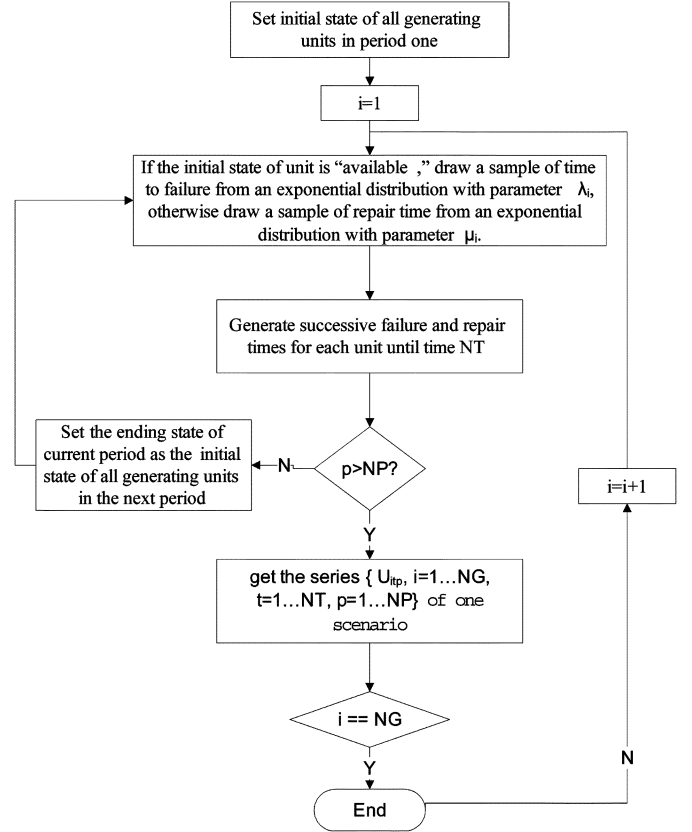 Set initial state of all generating
units in period one
i=1
If the initial state of unit is “available ,” draw a sample of time
to failure from an exponential distribution with parameter λi,
otherwise draw a sample of repair time from an exponential
distribution with parameter μi.
Generate successive failure and repair
times for each unit until time NT
Set the ending state of
current period as the initial
state of all generating units
in the next period
N
p>NP?
i=i+1
Y
get the series { Uitp, i=1...NG,
t=1...NT, p=1...NP} of one
scenario
i == NG
N
Y
End